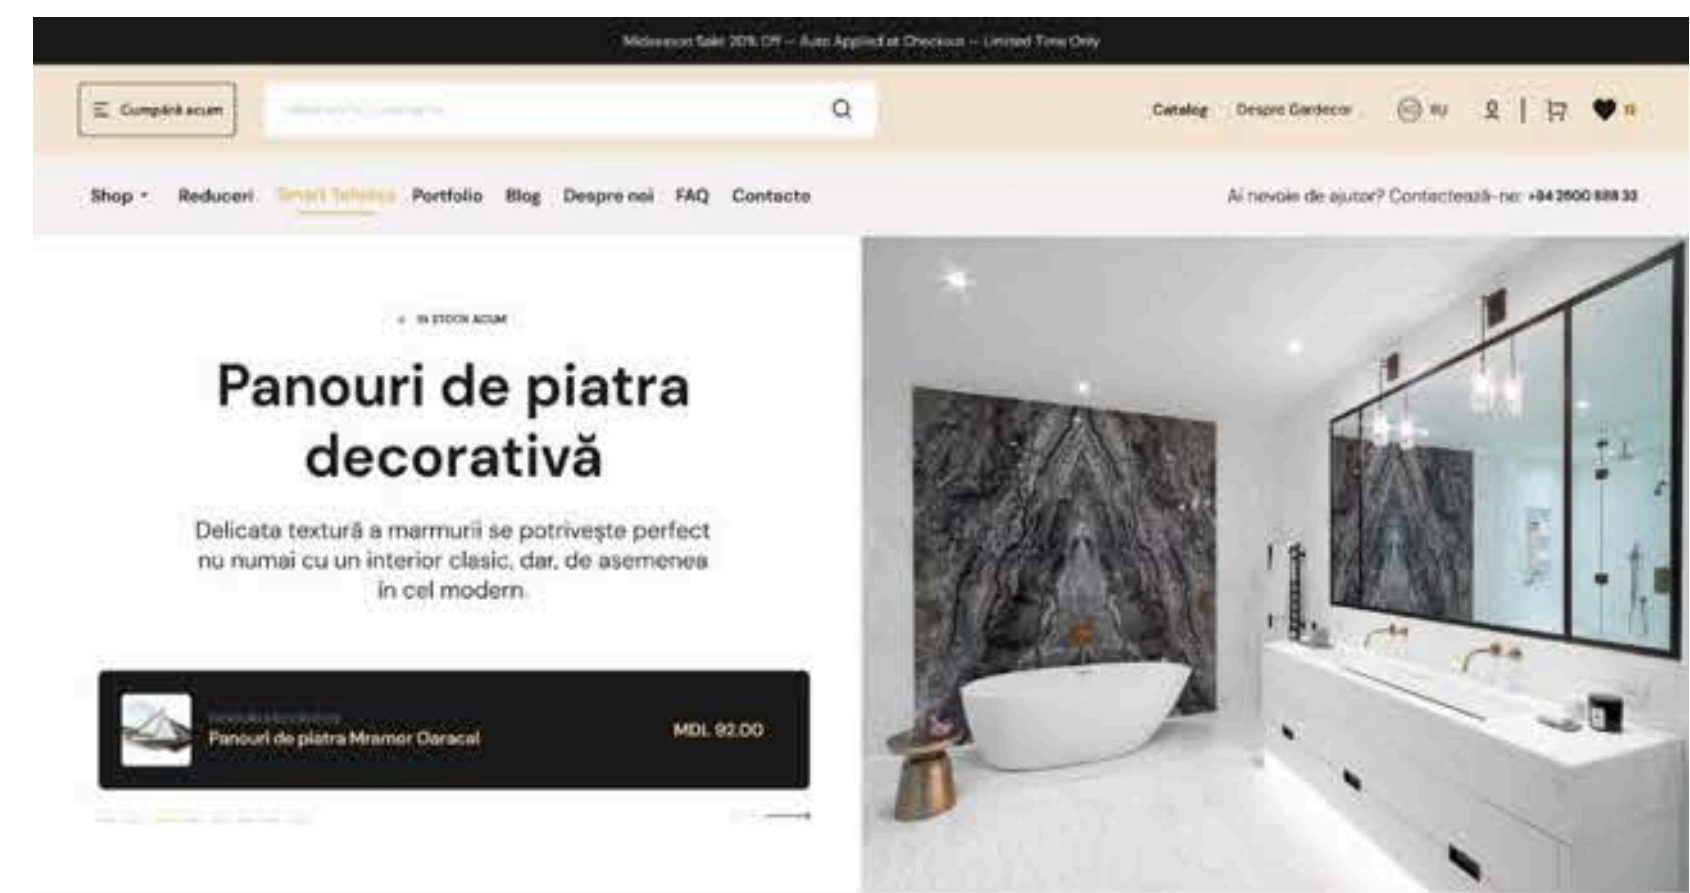 Midseason Sale: 20% Off — Auto Applied at Checkout — Limited Time Only
Cumpără acum
Catalog Despre Gardecor RU
Shop Reduceri Smart Tehnica Portfolio Blog Despre noi FAQ Contacte
Ai nevoie de ajutor? Contactează-ne:
IN STOCK ACUM
Panouri de piatra
decorativă
Delicata textură a marmurii se potrivește perfect
nu numai cu un interior clasic, dar, de asemenea
în cel modern.
Panouri de piatra Mramor Oaracal
MDL 92.00